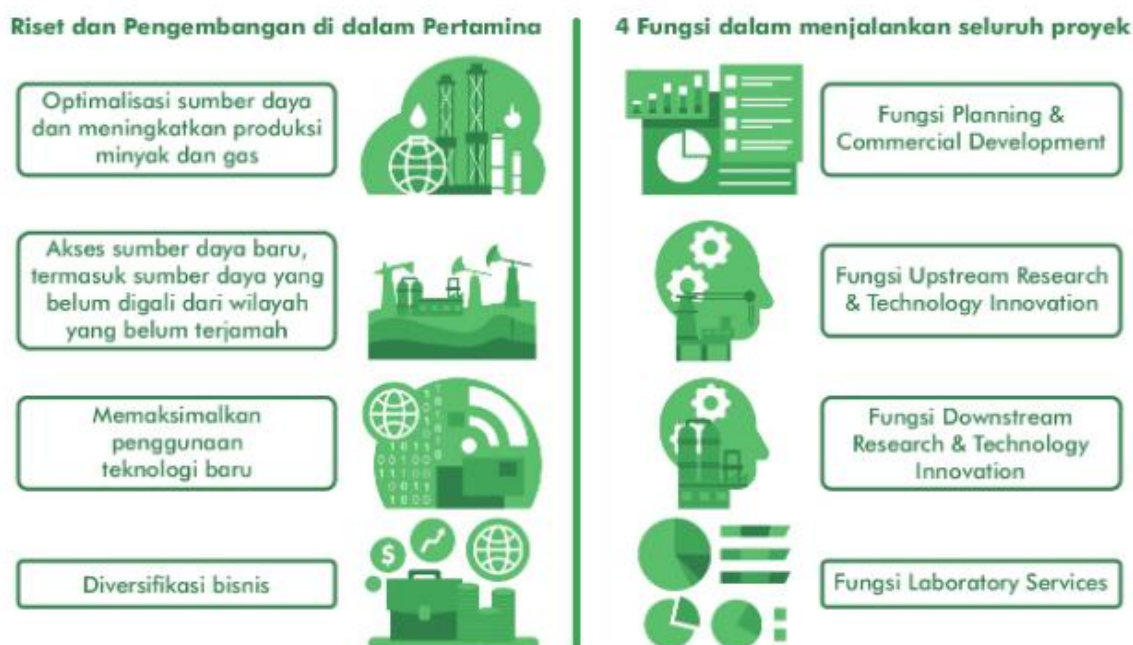 Riset dan Pengembangan di dalam Pertamina
Optimalisasi sumber daya
dan meningkatkan produksi
minyak dan gas
Akses sumber daya baru,
termasuk sumber daya yang
belum digali dari wilayah
yang belum terjamah
Memaksimalkan
penggunaan
teknologi baru
Diversifikasi bisnis
4 Fungsi dalam menjalankan seluruh proyek
Fungsi Planning &
Commercial Development
Fungsi Upstream Research
& Technology Innovation
Fungsi Downstream
Research & Technology
Innovation
Fungsi Laboratory Services
$